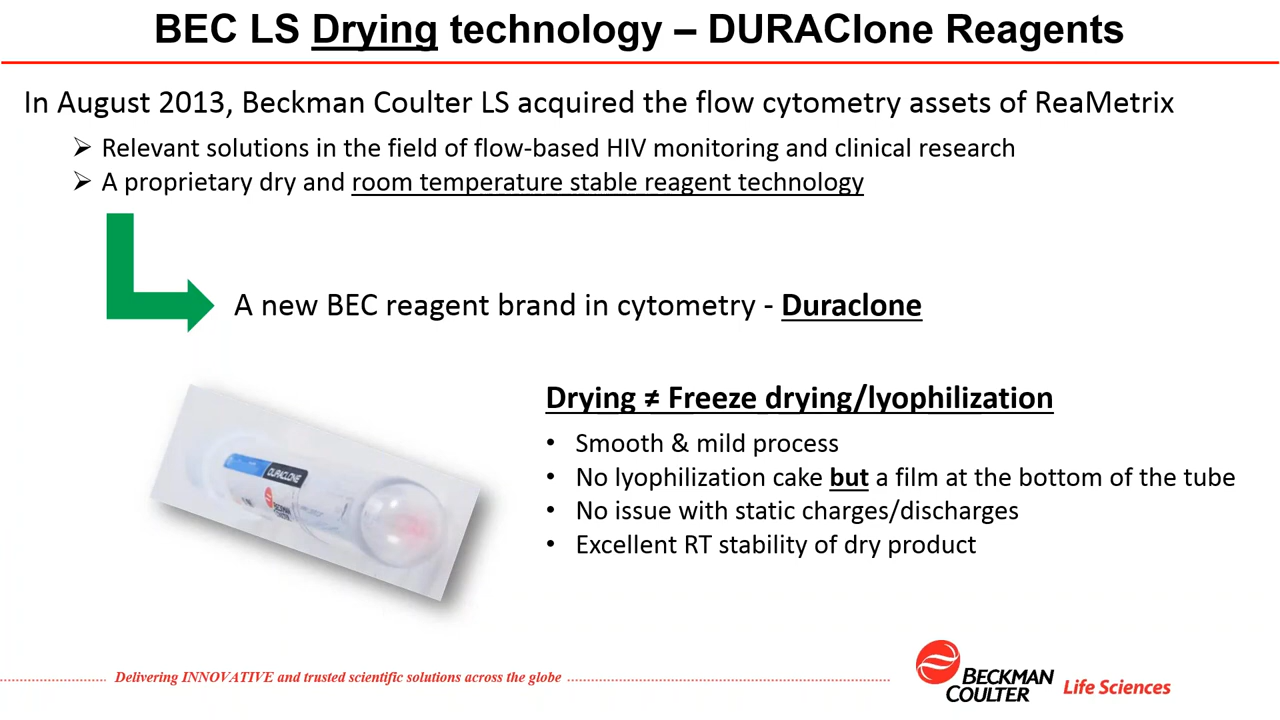 BEC LS Drying technology – DURAClone Reagents
In August 2013, Beckman Coulter LS acquired the flow cytometry assets of ReaMetrix
➢ Relevant solutions in the field of flow-based HIV monitoring and clinical research
➢ A proprietary dry and room temperature stable reagent technology
A new BEC reagent brand in cytometry - Duraclone
Drying ≠ Freeze drying/lyophilization
• Smooth & mild process
• No lyophilization cake but a film at the bottom of the tube
• No issue with static charges/discharges
• Excellent RT stability of dry product
DURACLONE
BECKMAN
COULTER
Delivering INNOVATIVE and trusted scientific solutions across the globe
BECKMAN
COULTER
Life Sciences